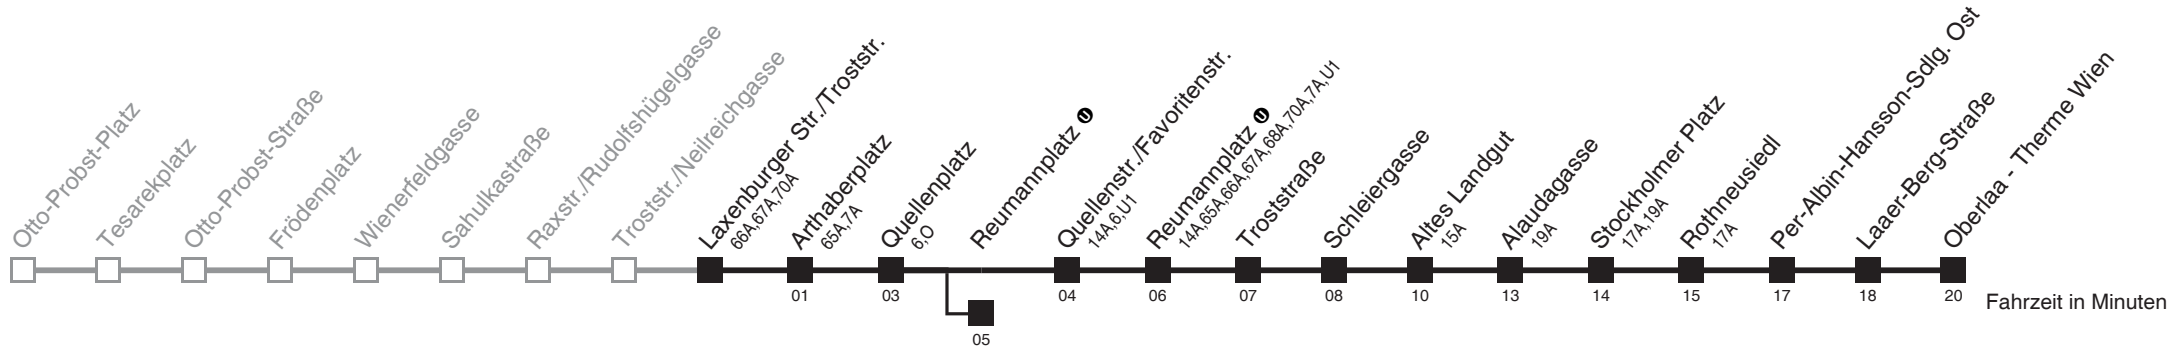 Otto-Probst-Platz
Tesarekplatz
Otto-Probst-Straße
Frödenplatz
Wienerfeldgasse
Sahulkastraße
Raxstr./Rudolfshügelgasse
Troststr./Neilreichgasse
Laxenburger Str./Troststr.
66A,67A,70A
Arthaberplatz
65A,7A
01
Quellenplatz
6,O
03
Reumannplatz U
05
Quellenstr./Favoritenstr.
14A,6,U1
04
Reumannplatz U
14A,65A,66A,67A,68A,70A,7A,U1
06
Troststraße
07
Schleiergasse
08
Altes Landgut
15A
10
Alaudagasse
19A
13
Stockholmer Platz
17A,19A
14
Rothneusiedl
17A
15
Per-Albin-Hansson-Sdlg. Ost
17
Laaer-Berg-Straße
18
Oberlaa - Therme Wien
20
Fahrzeit in Minuten